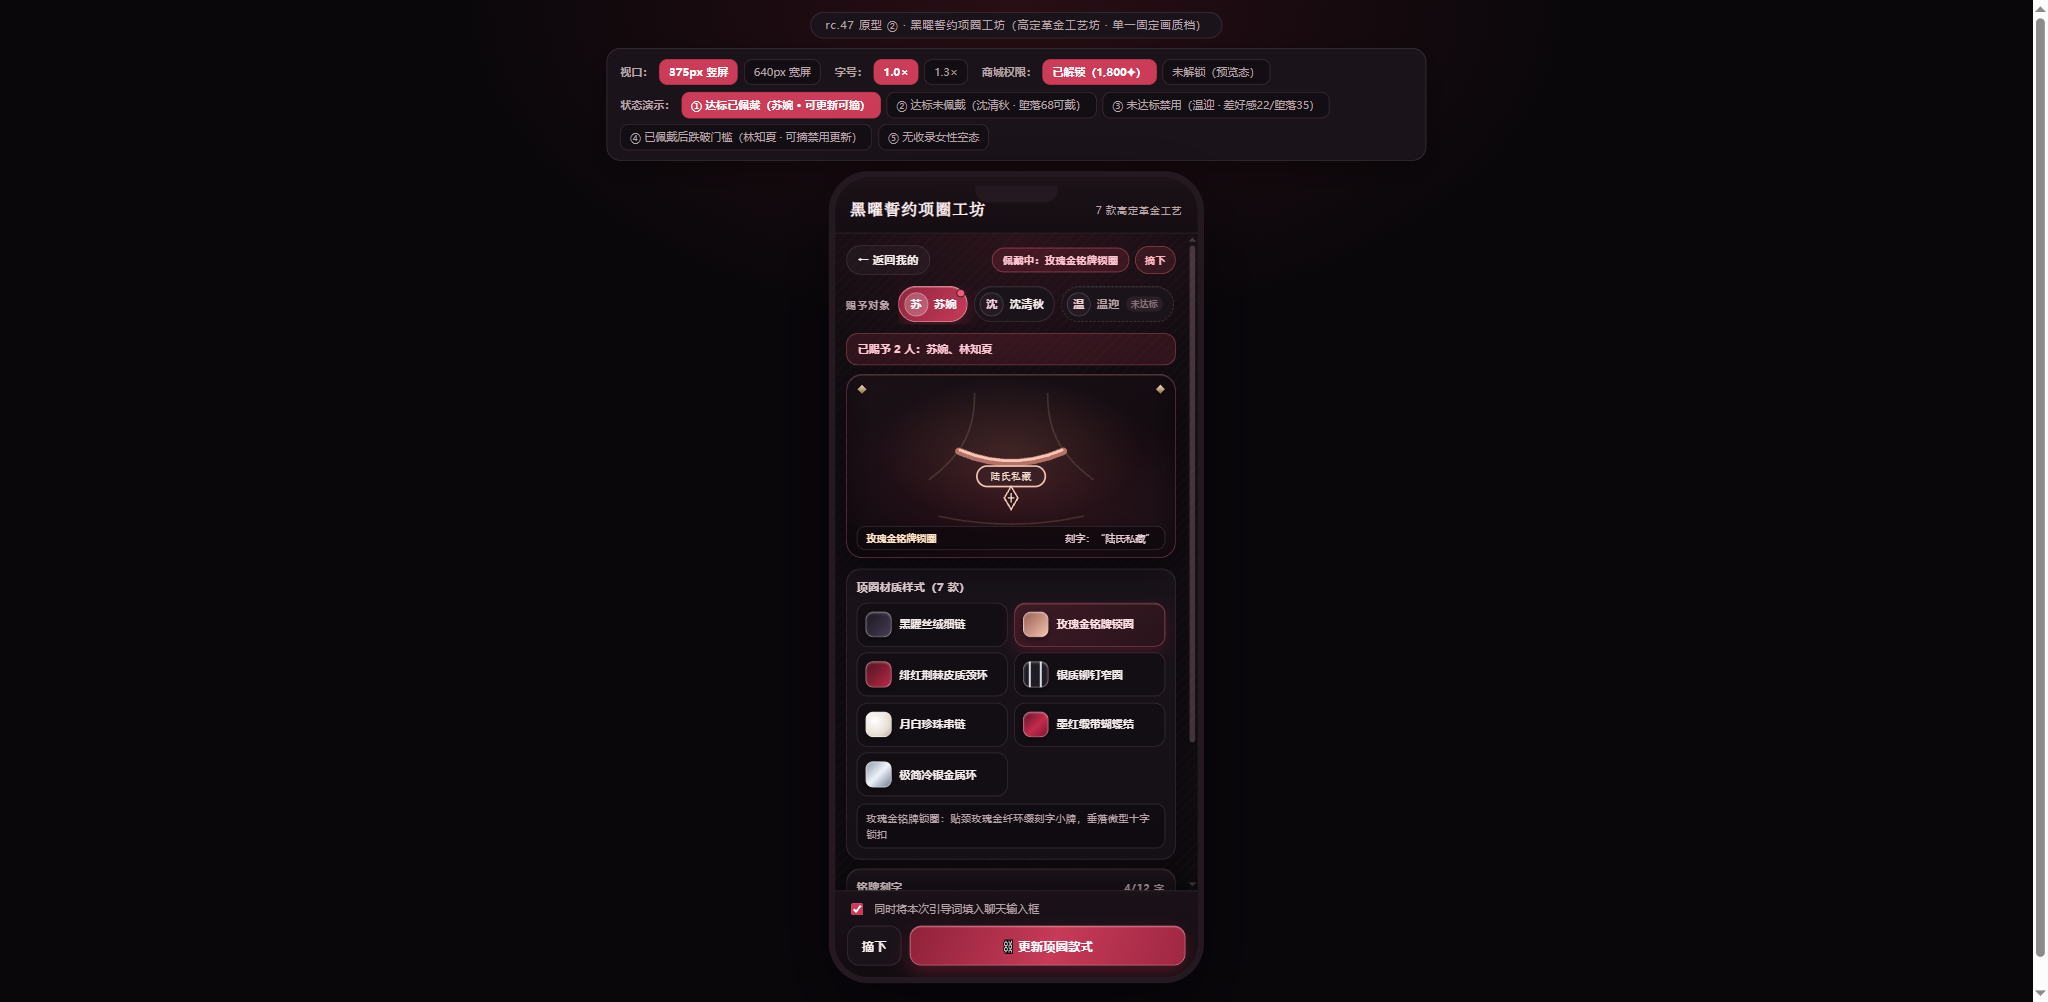 rc.47 原型 ② · 黑曜誓约项圈工坊（高定革金工艺坊 · 单一固定画质档）
视口： 375px 竖屏 640px 宽屏 字号： 1.0× 1.3× 商城权限： 已解锁（1,800✦） 未解锁（预览态）
状态演示： ① 达标已佩戴（苏婉 · 可更新可摘） ② 达标未佩戴（沈清秋 · 堕落68可戴） ③ 未达标禁用（温迎 · 差好感22/堕落35）
④ 已佩戴后跌破门槛（林知夏 · 可摘禁用更新） ⑤ 无收录女性空态
黑曜誓约项圈工坊 7 款高定革金工艺
← 返回我的 佩戴中：玫瑰金铭牌锁圈 摘下
赐予对象 苏 苏婉 沈 沈清秋 温 温迎 未达标
已赐予 2 人：苏婉、林知夏
陆氏私藏
玫瑰金铭牌锁圈 刻字：“陆氏私藏”
项圈材质样式（7 款）
黑曜丝绒细链 玫瑰金铭牌锁圈
绯红荆棘皮质颈环 银质铆钉窄圈
月白珍珠串链 墨红缎带蝴蝶结
极简冷银金属环
玫瑰金铭牌锁圈：贴颈玫瑰金纤环缀刻字小牌，垂落微型十字
锁扣
铭牌刻字 4/12 字
同时将本次引导词填入聊天输入框
摘下 更新项圈款式